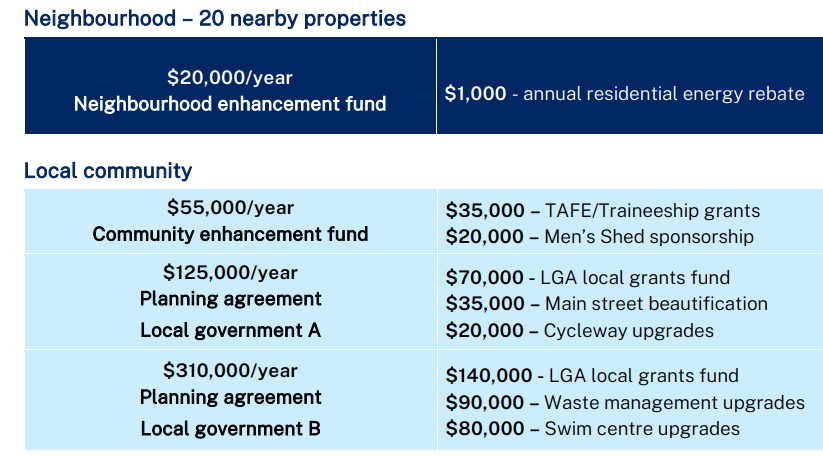 Neighbourhood – 20 nearby properties
$20,000/year
Neighbourhood enhancement fund
$1,000 - annual residential energy rebate
Local community
$55,000/year
Community enhancement fund
$35,000 – TAFE/Traineeship grants
$20,000 – Men’s Shed sponsorship
$125,000/year
Planning agreement
Local government A
$70,000 - LGA local grants fund
$35,000 – Main street beautification
$20,000 – Cycleway upgrades
$310,000/year
Planning agreement
Local government B
$140,000 - LGA local grants fund
$90,000 – Waste management upgrades
$80,000 – Swim centre upgrades